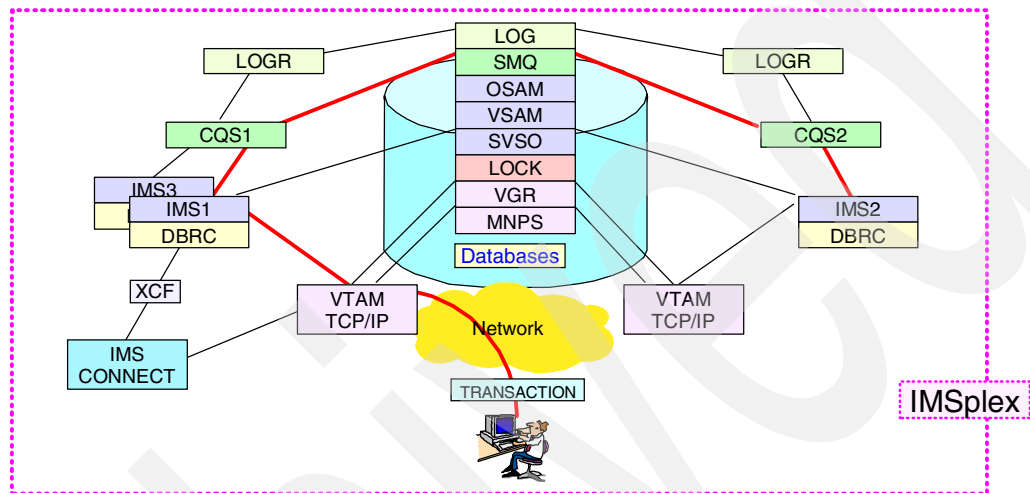 LOG
LOGR
SMQ
LOGR
OSAM
VSAM
CQS1
SVSO
CQS2
LOCK
IMS3
VGR
IMS1
IMS2
MNPS
DBRC
DBRC
Databases
XCF
VTAM
TCP/IP
VTAM
TCP/IP
Network
IMS
CONNECT
TRANSACTION
IMSplex